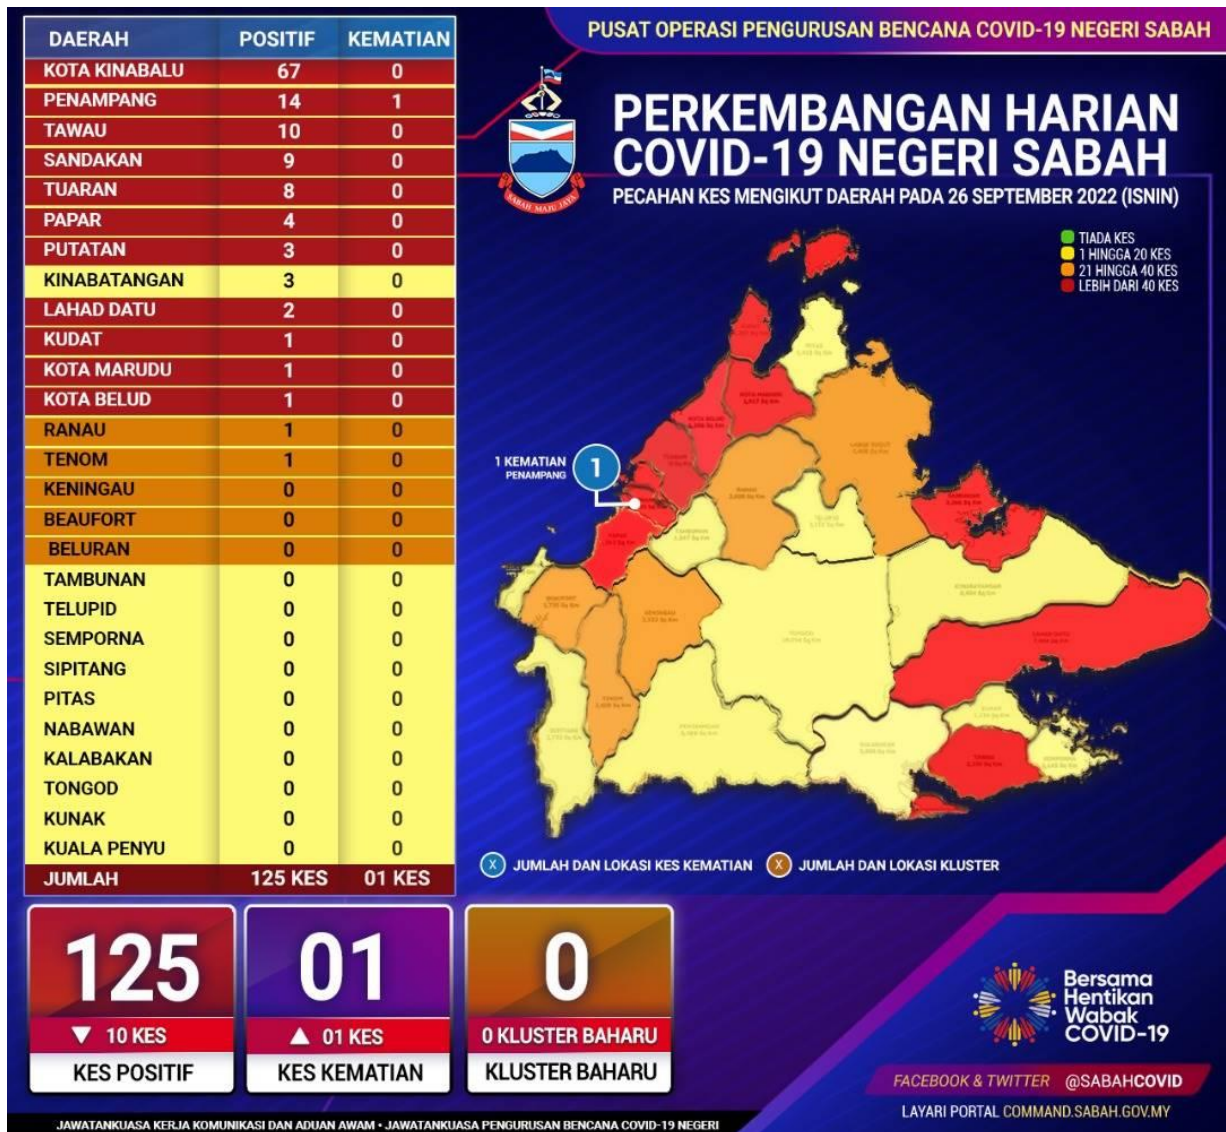 PUSAT OPERASI PENGURUSAN BENCANA COVID-19 NEGERI SABAH
PERKEMBANGAN HARIAN
COVID-19 NEGERI SABAH
PECAHAN KES MENGIKUT DAERAH PADA 26 SEPTEMBER 2022 (ISNIN)
SABAH MAJU JAYA
DAERAH POSITIF KEMATIAN
KOTA KINABALU 67 0
PENAMPANG 14 1
TAWAU 10 0
SANDAKAN 9 0
TUARAN 8 0
PAPAR 4 0
PUTATAN 3 0
KINABATANGAN 3 0
LAHAD DATU 2 0
KUDAT 1 0
KOTA MARUDU 1 0
KOTA BELUD 1 0
RANAU 1 0
TENOM 1 0
KENINGAU 0 0
BEAUFORT 0 0
BELURAN 0 0
TAMBUNAN 0 0
TELUPID 0 0
SEMPORNA 0 0
SIPITANG 0 0
PITAS 0 0
NABAWAN 0 0
KALABAKAN 0 0
TONGOD 0 0
KUNAK 0 0
KUALA PENYU 0 0
JUMLAH 125 KES 01 KES
TIADA KES
1 HINGGA 20 KES
21 HINGGA 40 KES
LEBIH DARI 40 KES
1 KEMATIAN
PENAMPANG
1
X JUMLAH DAN LOKASI KES KEMATIAN X JUMLAH DAN LOKASI KLUSTER
125
▼ 10 KES
KES POSITIF
01
▲ 01 KES
KES KEMATIAN
0
0 KLUSTER BAHARU
KLUSTER BAHARU
Bersama
Hentikan
Wabak
COVID-19
FACEBOOK & TWITTER @SABAHCOVID
LAYARI PORTAL COMMAND.SABAH.GOV.MY
JAWATANKUASA KERJA KOMUNIKASI DAN ADUAN AWAM • JAWATANKUASA PENGURUSAN BENCANA COVID-19 NEGERI